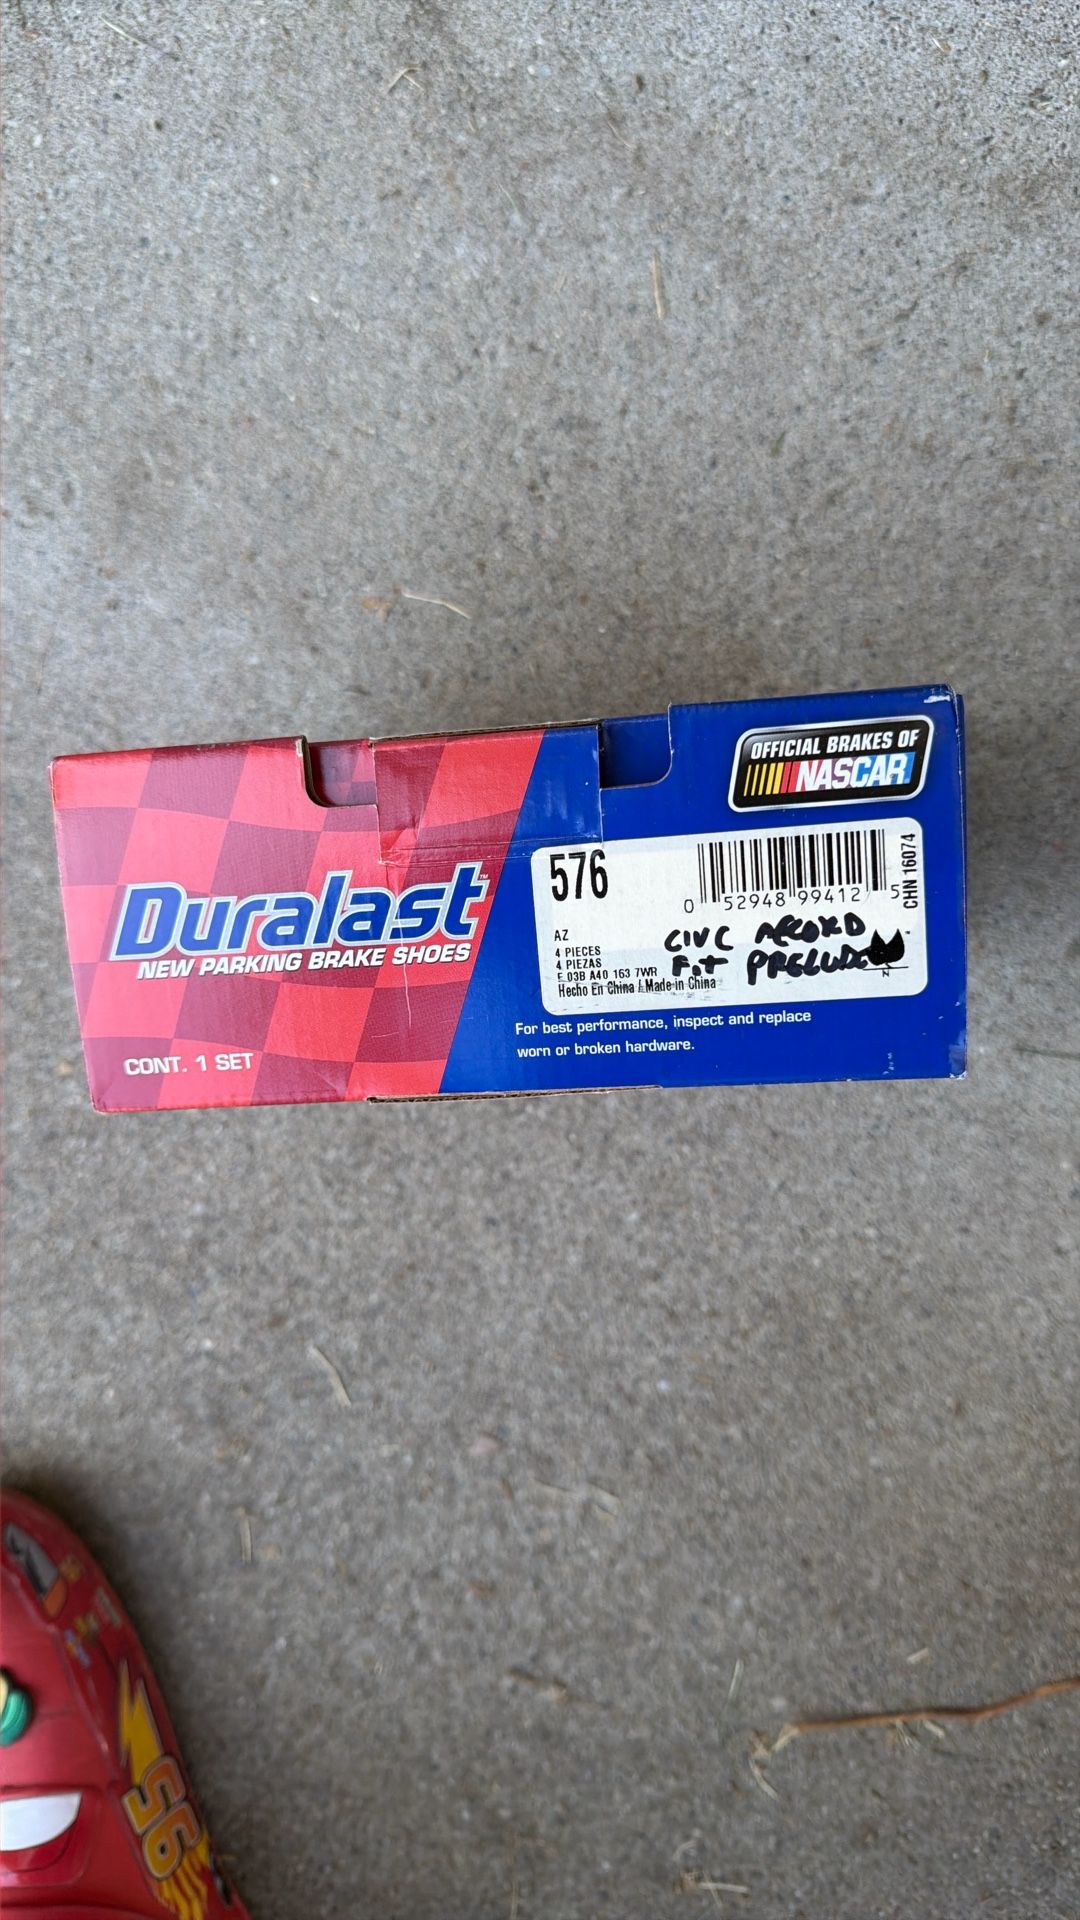 OFFICIAL BRAKES OF
NASCAR
576
0 52948 99412 5
CHN 16074
Duralast™
NEW PARKING BRAKE SHOES
AZ
4 PIECES
4 PIEZAS
E 03B A40 163 7WR
Hecho En China / Made in China
CIVC ACCORD
Fit PRELUDE
N
For best performance, inspect and replace
worn or broken hardware.
CONT. 1 SET
56